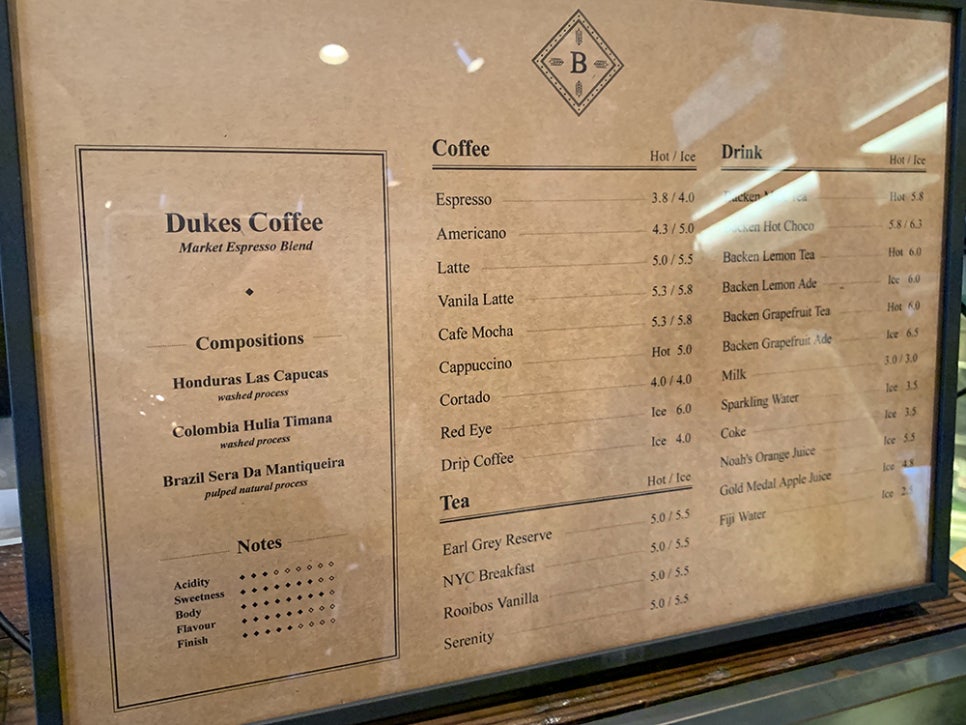 B
Dukes Coffee
Market Espresso Blend
Compositions
Honduras Las Capucas
washed process
Colombia Hulia Timana
washed process
Brazil Sera Da Mantiqueira
pulped natural process
Notes
Acidity
Sweetness
Body
Flavour
Finish
Coffee Hot / Ice
Espresso 3.8 / 4.0
Americano 4.3 / 5.0
Latte 5.0 / 5.5
Vanila Latte 5.3 / 5.8
Cafe Mocha 5.3 / 5.8
Cappuccino Hot 5.0
Cortado 4.0 / 4.0
Red Eye Ice 6.0
Drip Coffee Ice 4.0
Tea Hot / Ice
Earl Grey Reserve 5.0 / 5.5
NYC Breakfast 5.0 / 5.5
Rooibos Vanilla 5.0 / 5.5
Serenity 5.0 / 5.5
Drink Hot / Ice
Backen Tea Hot 5.8
Backen Hot Choco 5.8 / 6.3
Backen Lemon Tea Hot 6.0
Backen Lemon Ade Ice 6.0
Backen Grapefruit Tea Hot 6.0
Backen Grapefruit Ade Ice 6.5
Milk 3.0 / 3.0
Sparkling Water Ice 3.5
Coke Ice 3.5
Noah's Orange Juice Ice 5.5
Gold Medal Apple Juice Ice 4.8
Fiji Water Ice 2.5